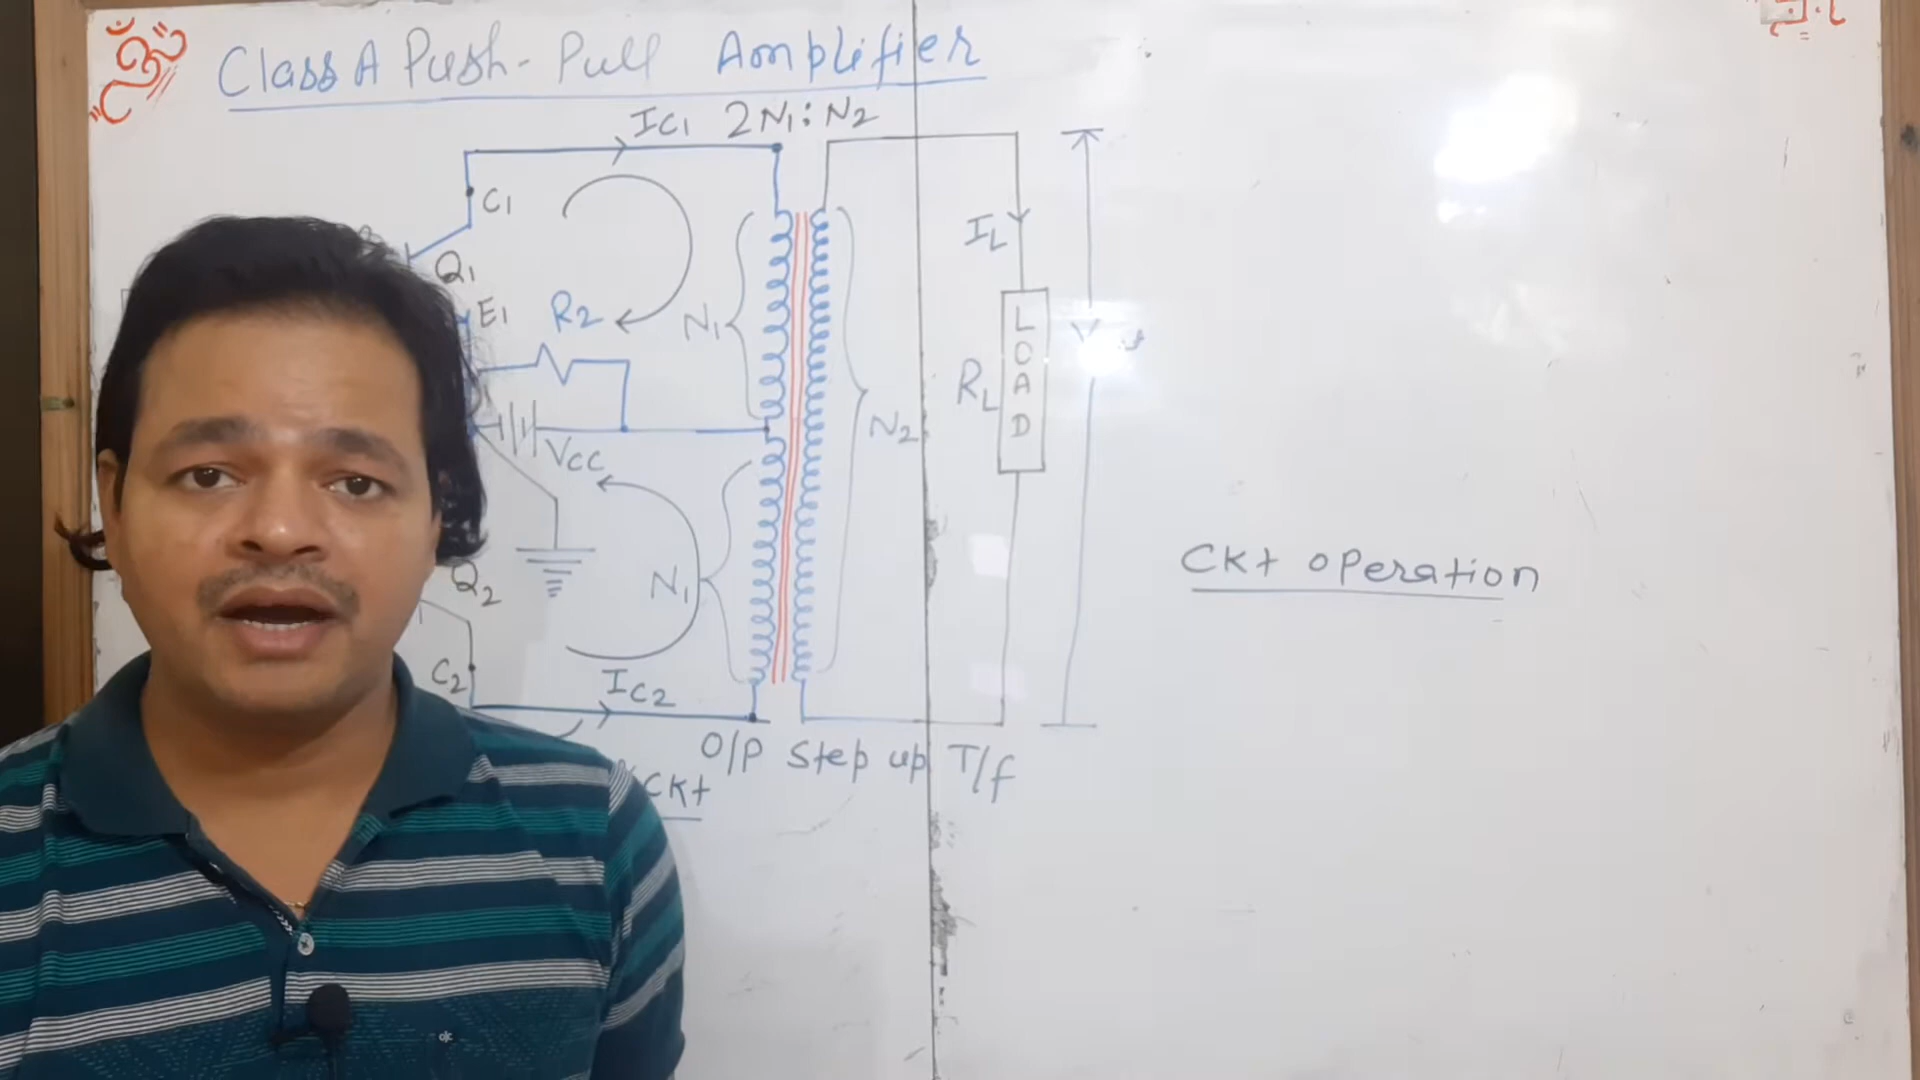 ॐ
Class A Push-Pull Amplifier
IC1 2N1:N2
C1
Q1
IL
E1
R2
N1
LOAD
RL
N2
VCC
Ckt operation
Q2
N1
C2
IC2
O/P Step up T/f
Ckt